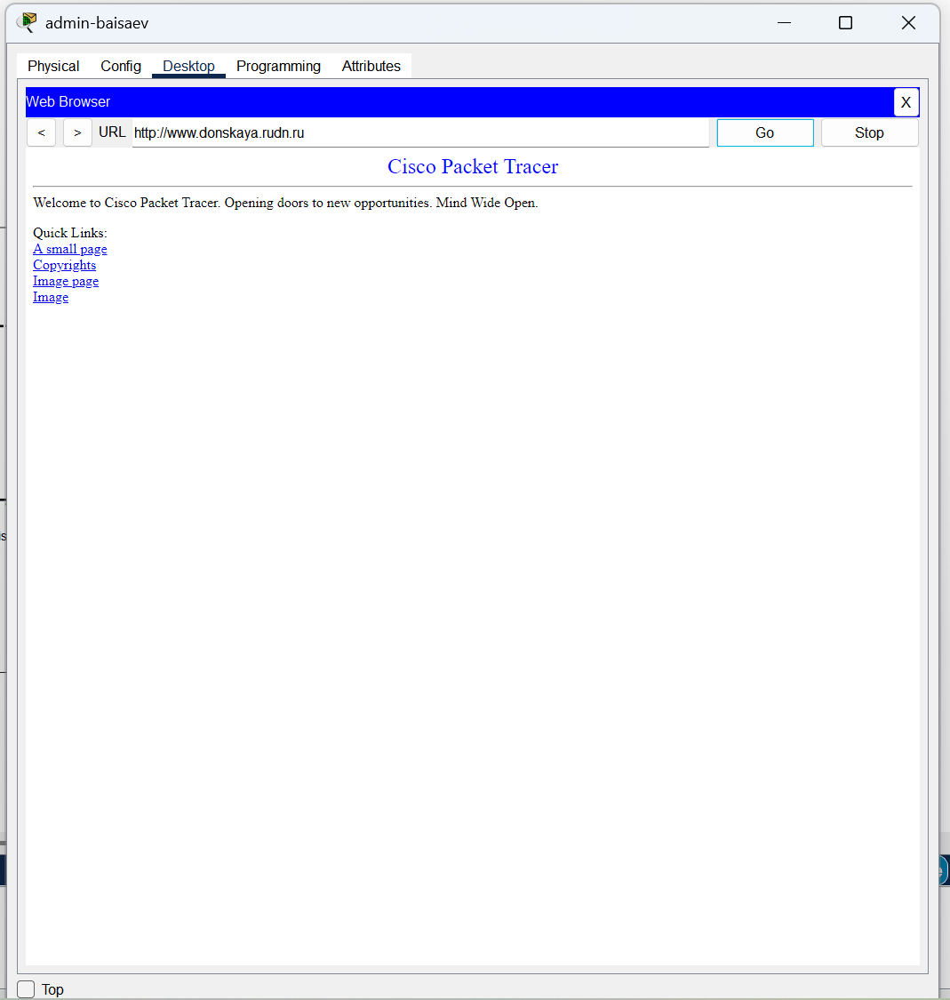 admin-baisaev
Physical Config Desktop Programming Attributes
Web Browser X
< > URL http://www.donskaya.rudn.ru Go Stop
Cisco Packet Tracer
Welcome to Cisco Packet Tracer. Opening doors to new opportunities. Mind Wide Open.
Quick Links:
A small page
Copyrights
Image page
Image
Top